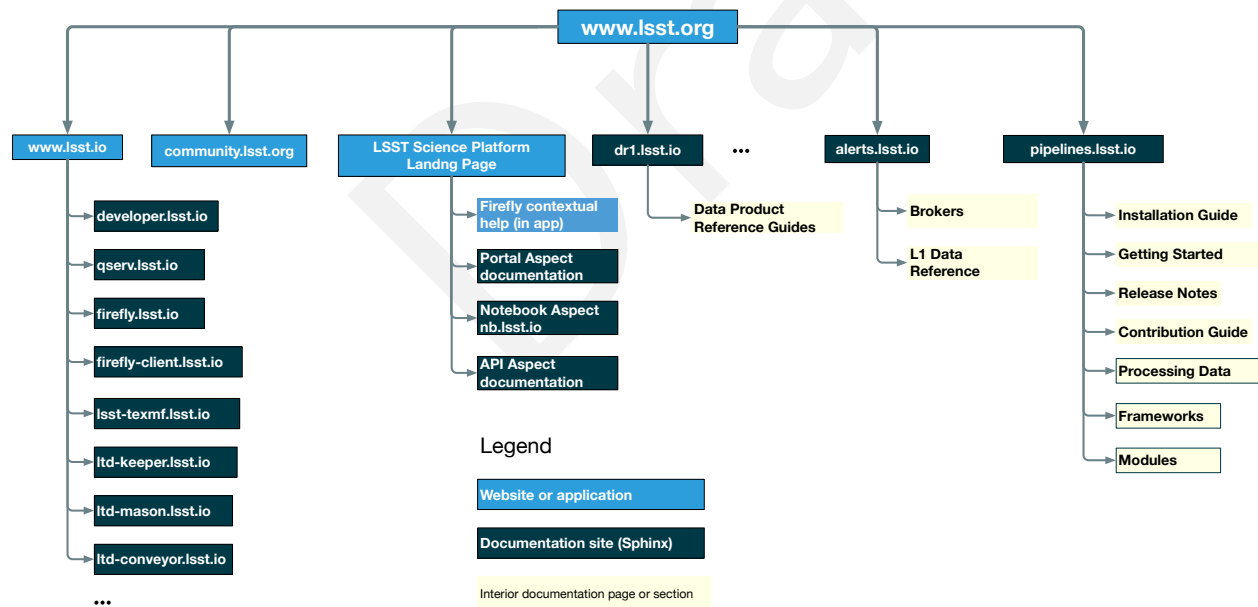 www.lsst.org
www.lsst.io
community.lsst.org
LSST Science Platform
Landng Page
dr1.lsst.io
...
alerts.lsst.io
pipelines.lsst.io
developer.lsst.io
qserv.lsst.io
firefly.lsst.io
firefly-client.lsst.io
lsst-texmf.lsst.io
ltd-keeper.lsst.io
ltd-mason.lsst.io
ltd-conveyor.lsst.io
...
Firefly contextual
help (in app)
Portal Aspect
documentation
Notebook Aspect
nb.lsst.io
API Aspect
documentation
Data Product
Reference Guides
Brokers
L1 Data
Reference
Installation Guide
Getting Started
Release Notes
Contribution Guide
Processing Data
Frameworks
Modules
Legend
Website or application
Documentation site (Sphinx)
Interior documentation page or section
Dra